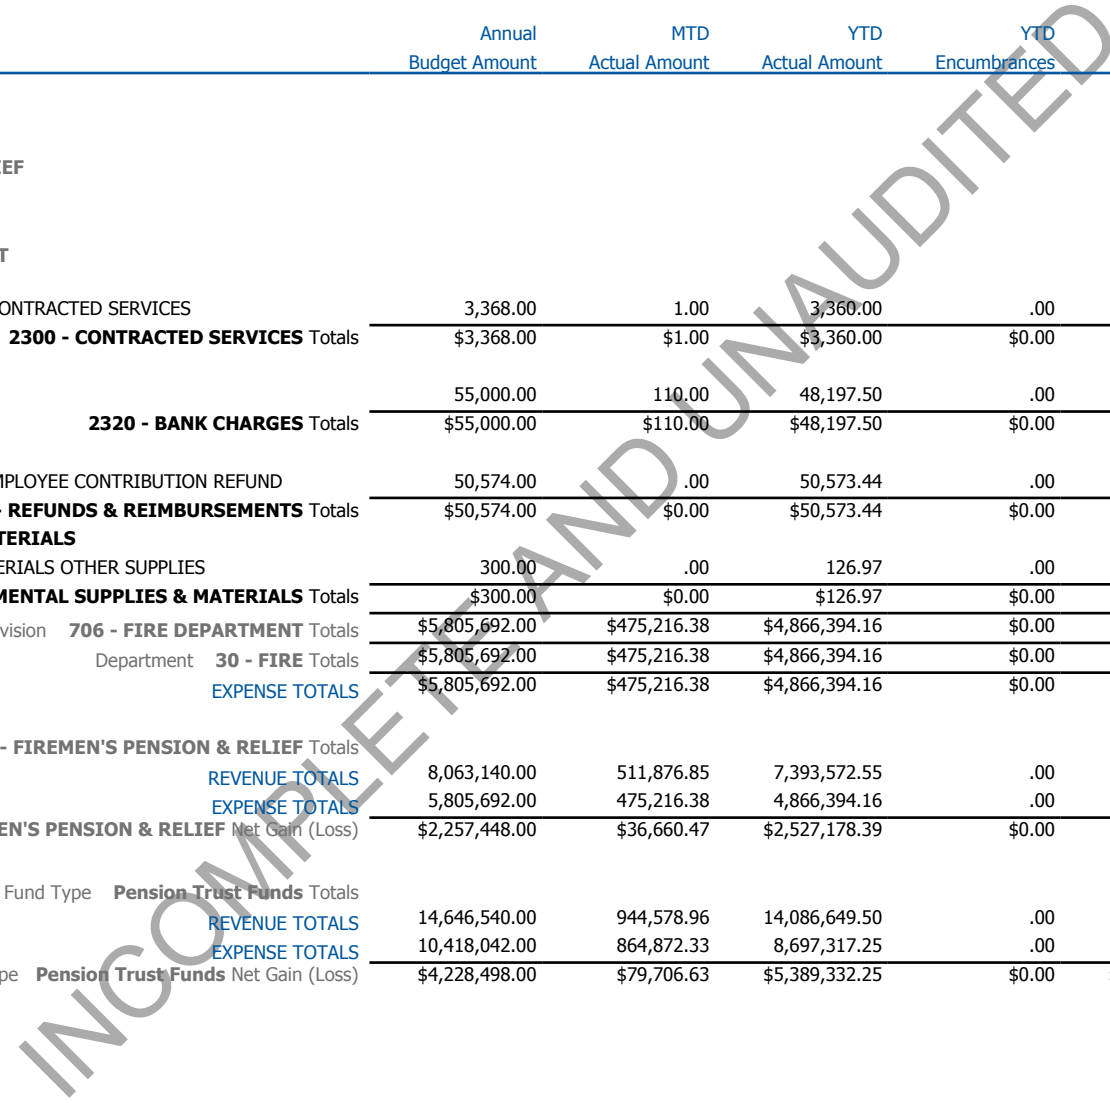 Annual MTD YTD YTD
Budget Amount Actual Amount Actual Amount Encumbrances
IEF
T
ONTRACTED SERVICES 3,368.00 1.00 3,360.00 .00
2300 - CONTRACTED SERVICES Totals $3,368.00 $1.00 $3,360.00 $0.00
55,000.00 110.00 48,197.50 .00
2320 - BANK CHARGES Totals $55,000.00 $110.00 $48,197.50 $0.00
MPLOYEE CONTRIBUTION REFUND 50,574.00 .00 50,573.44 .00
- REFUNDS & REIMBURSEMENTS Totals $50,574.00 $0.00 $50,573.44 $0.00
TERIALS
ERIALS OTHER SUPPLIES 300.00 .00 126.97 .00
MENTAL SUPPLIES & MATERIALS Totals $300.00 $0.00 $126.97 $0.00
vision 706 - FIRE DEPARTMENT Totals $5,805,692.00 $475,216.38 $4,866,394.16 $0.00
Department 30 - FIRE Totals $5,805,692.00 $475,216.38 $4,866,394.16 $0.00
EXPENSE TOTALS $5,805,692.00 $475,216.38 $4,866,394.16 $0.00
- FIREMEN'S PENSION & RELIEF Totals
REVENUE TOTALS 8,063,140.00 511,876.85 7,393,572.55 .00
EXPENSE TOTALS 5,805,692.00 475,216.38 4,866,394.16 .00
EN'S PENSION & RELIEF Net Gain (Loss) $2,257,448.00 $36,660.47 $2,527,178.39 $0.00
Fund Type Pension Trust Funds Totals
REVENUE TOTALS 14,646,540.00 944,578.96 14,086,649.50 .00
EXPENSE TOTALS 10,418,042.00 864,872.33 8,697,317.25 .00
pe Pension Trust Funds Net Gain (Loss) $4,228,498.00 $79,706.63 $5,389,332.25 $0.00
INCOMPLETE AND UNAUDITED